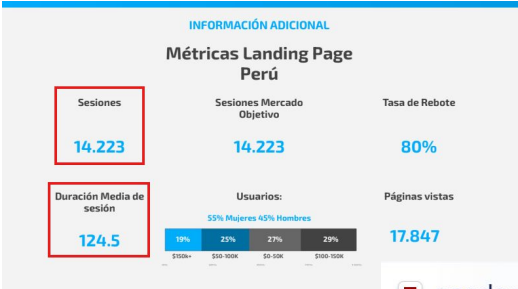 INFORMACIÓN ADICIONAL
Métricas Landing Page
Perú
Sesiones
14.223
Sesiones Mercado
Objetivo
14.223
Tasa de Rebote
80%
Duración Media de
sesión
124.5
Usuarios:
55% Mujeres 45% Hombres
19% 25% 27% 29%
$150k+ $50-100K $0-50K $100-150K
Páginas vistas
17.847